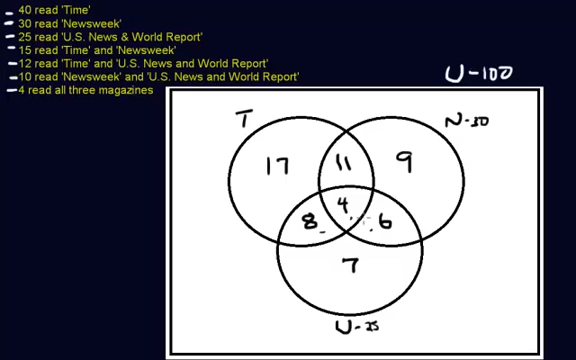 40 read 'Time'
30 read 'Newsweek'
25 read 'U.S. News & World Report'
15 read 'Time' and 'Newsweek'
12 read 'Time' and 'U.S. News and World Report'
10 read 'Newsweek' and 'U.S. News and World Report'
4 read all three magazines
U-100
T
N-30
17
11
9
4
8
6
7
U-25